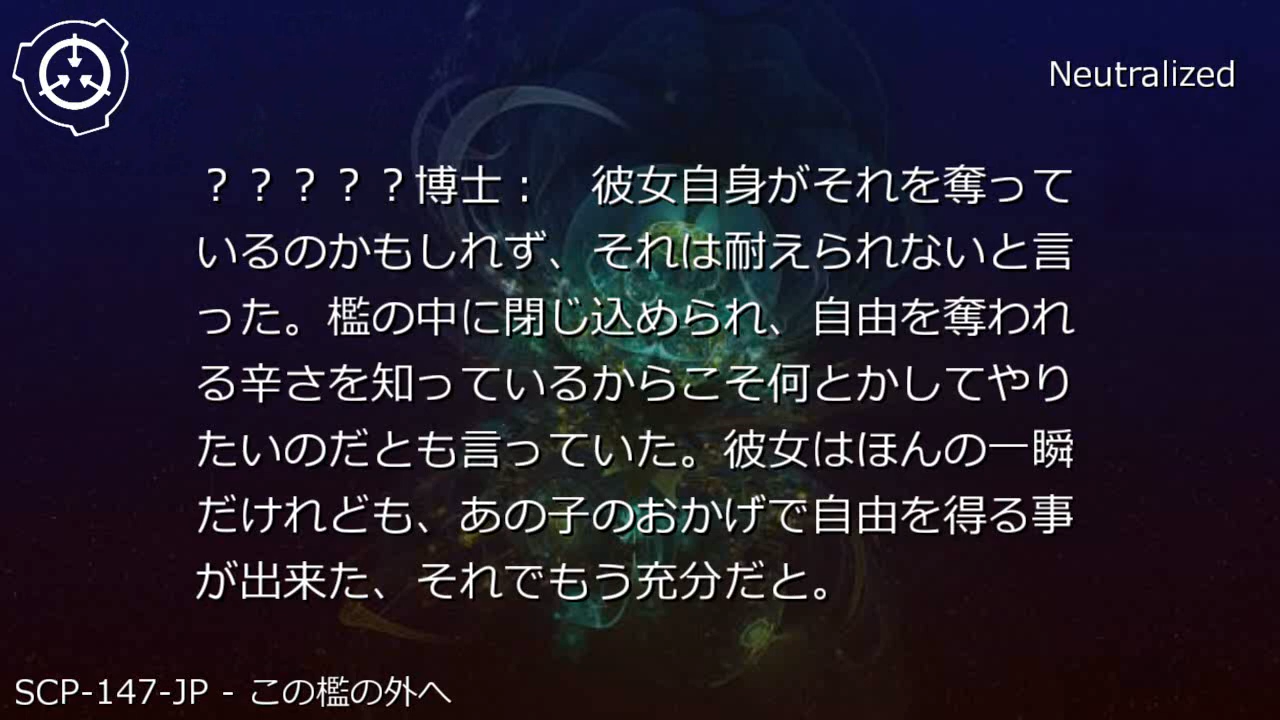 Neutralized
？？？？？博士：　彼女自身がそれを奪って
いるのかもしれず、それは耐えられないと言
った。檻の中に閉じ込められ、自由を奪われ
る辛さを知っているからこそ何とかしてやり
たいのだとも言っていた。彼女はほんの一瞬
だけれども、あの子のおかげで自由を得る事
が出来た、それでもう充分だと。
SCP-147-JP - この檻の外へ